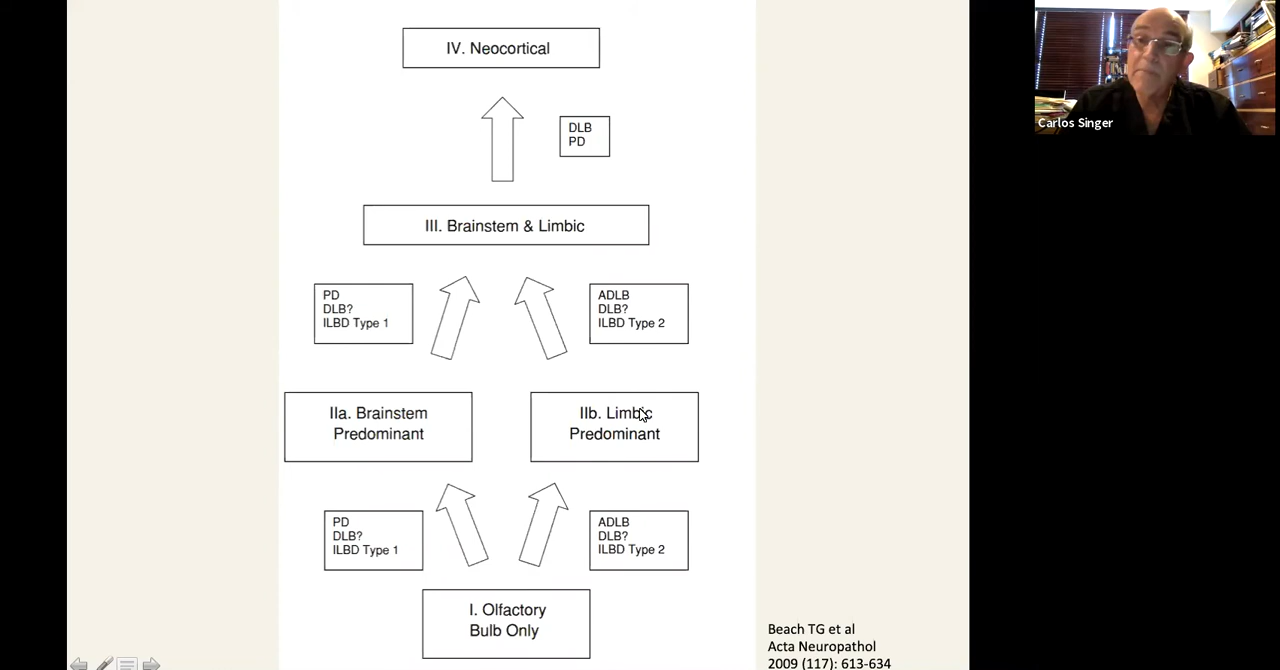 IV. Neocortical
DLB
PD
III. Brainstem & Limbic
PD
DLB?
ILBD Type 1
ADLB
DLB?
ILBD Type 2
IIa. Brainstem
Predominant
IIb. Limbic
Predominant
PD
DLB?
ILBD Type 1
ADLB
DLB?
ILBD Type 2
I. Olfactory
Bulb Only
Beach TG et al
Acta Neuropathol
2009 (117): 613-634
Carlos Singer